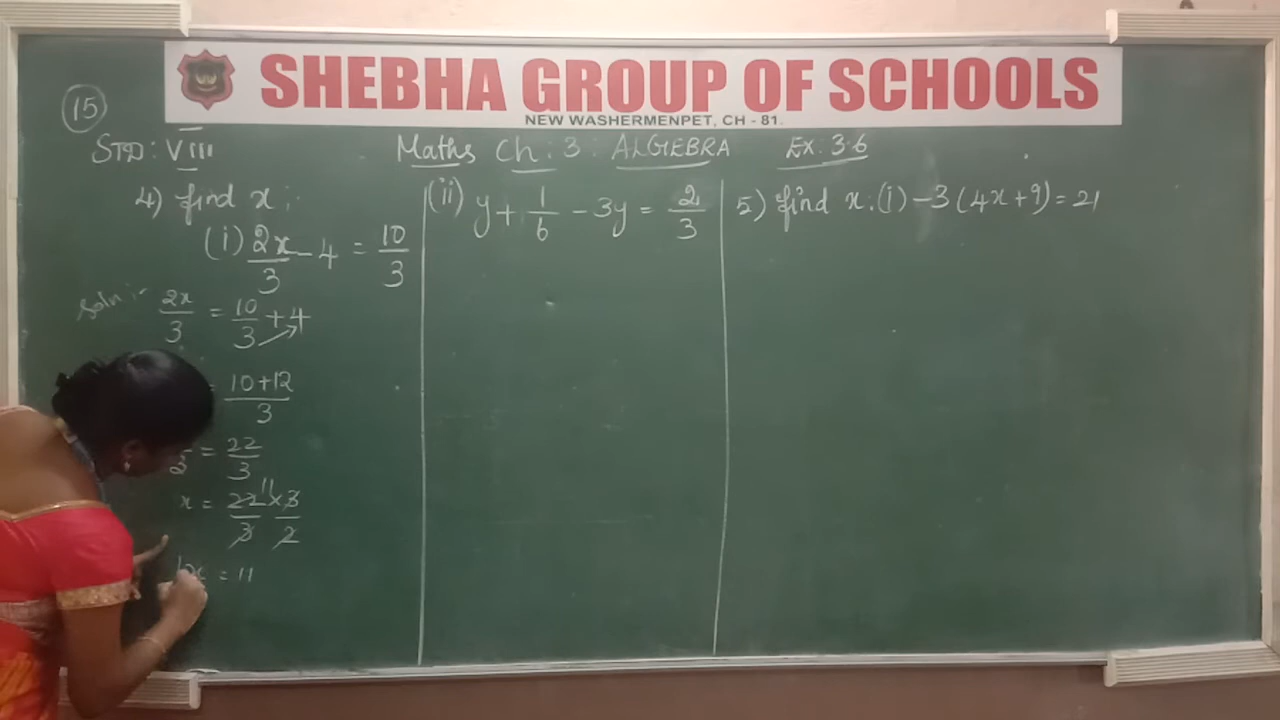 SHEBHA GROUP OF SCHOOLS
NEW WASHERMENPET, CH - 81.
15
STD : VIII
Maths Ch : 3 : ALGEBRA Ex: 3.6
4) find x :
(i) 2x/3 - 4 = 10/3
Soln :-
2x/3 = 10/3 + 4
= 10+12/3
= 22/3
x = 22/3 11 × 3/2
x = 11
(ii) y + 1/6 - 3y = 2/3
5) find x. (i) -3(4x+9) = 21